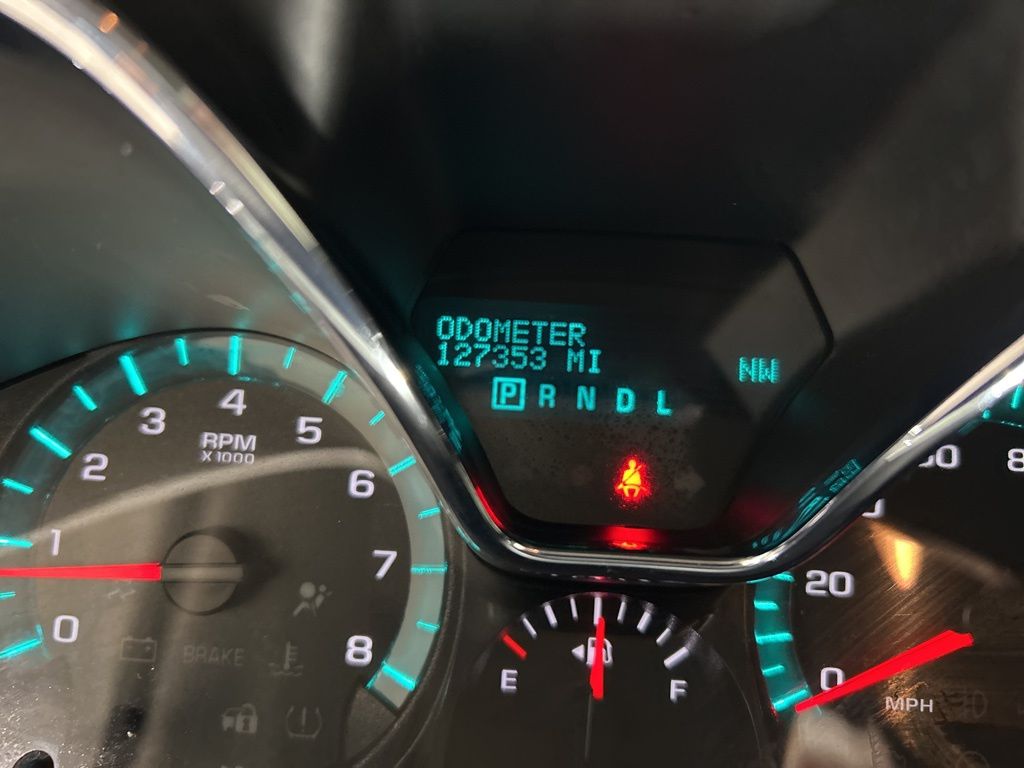 ODOMETER
127353 MI
NW
P R N D L
4
3
5
RPM
X1000
2
6
1
7
0
8
BRAKE
E
F
20
0
MPH